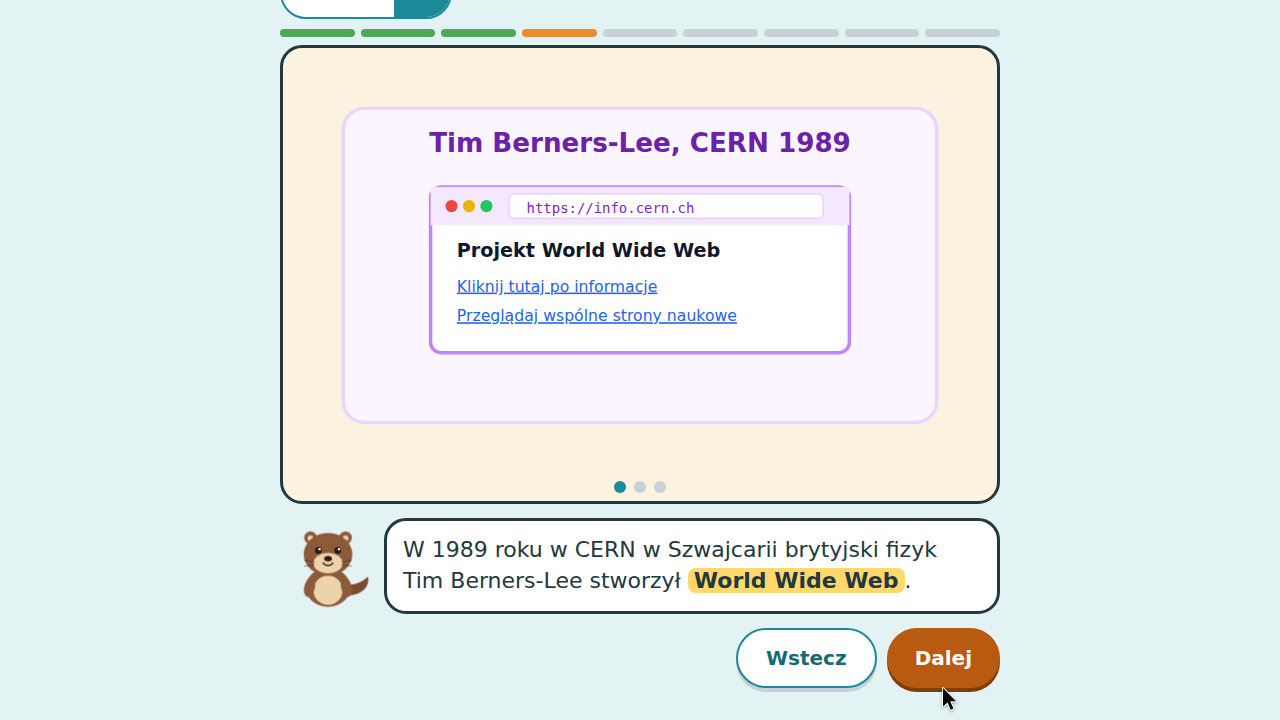 Tim Berners-Lee, CERN 1989
https://info.cern.ch
Projekt World Wide Web
Kliknij tutaj po informacje
Przeglądaj wspólne strony naukowe
W 1989 roku w CERN w Szwajcarii brytyjski fizyk
Tim Berners-Lee stworzył World Wide Web.
Wstecz
Dalej